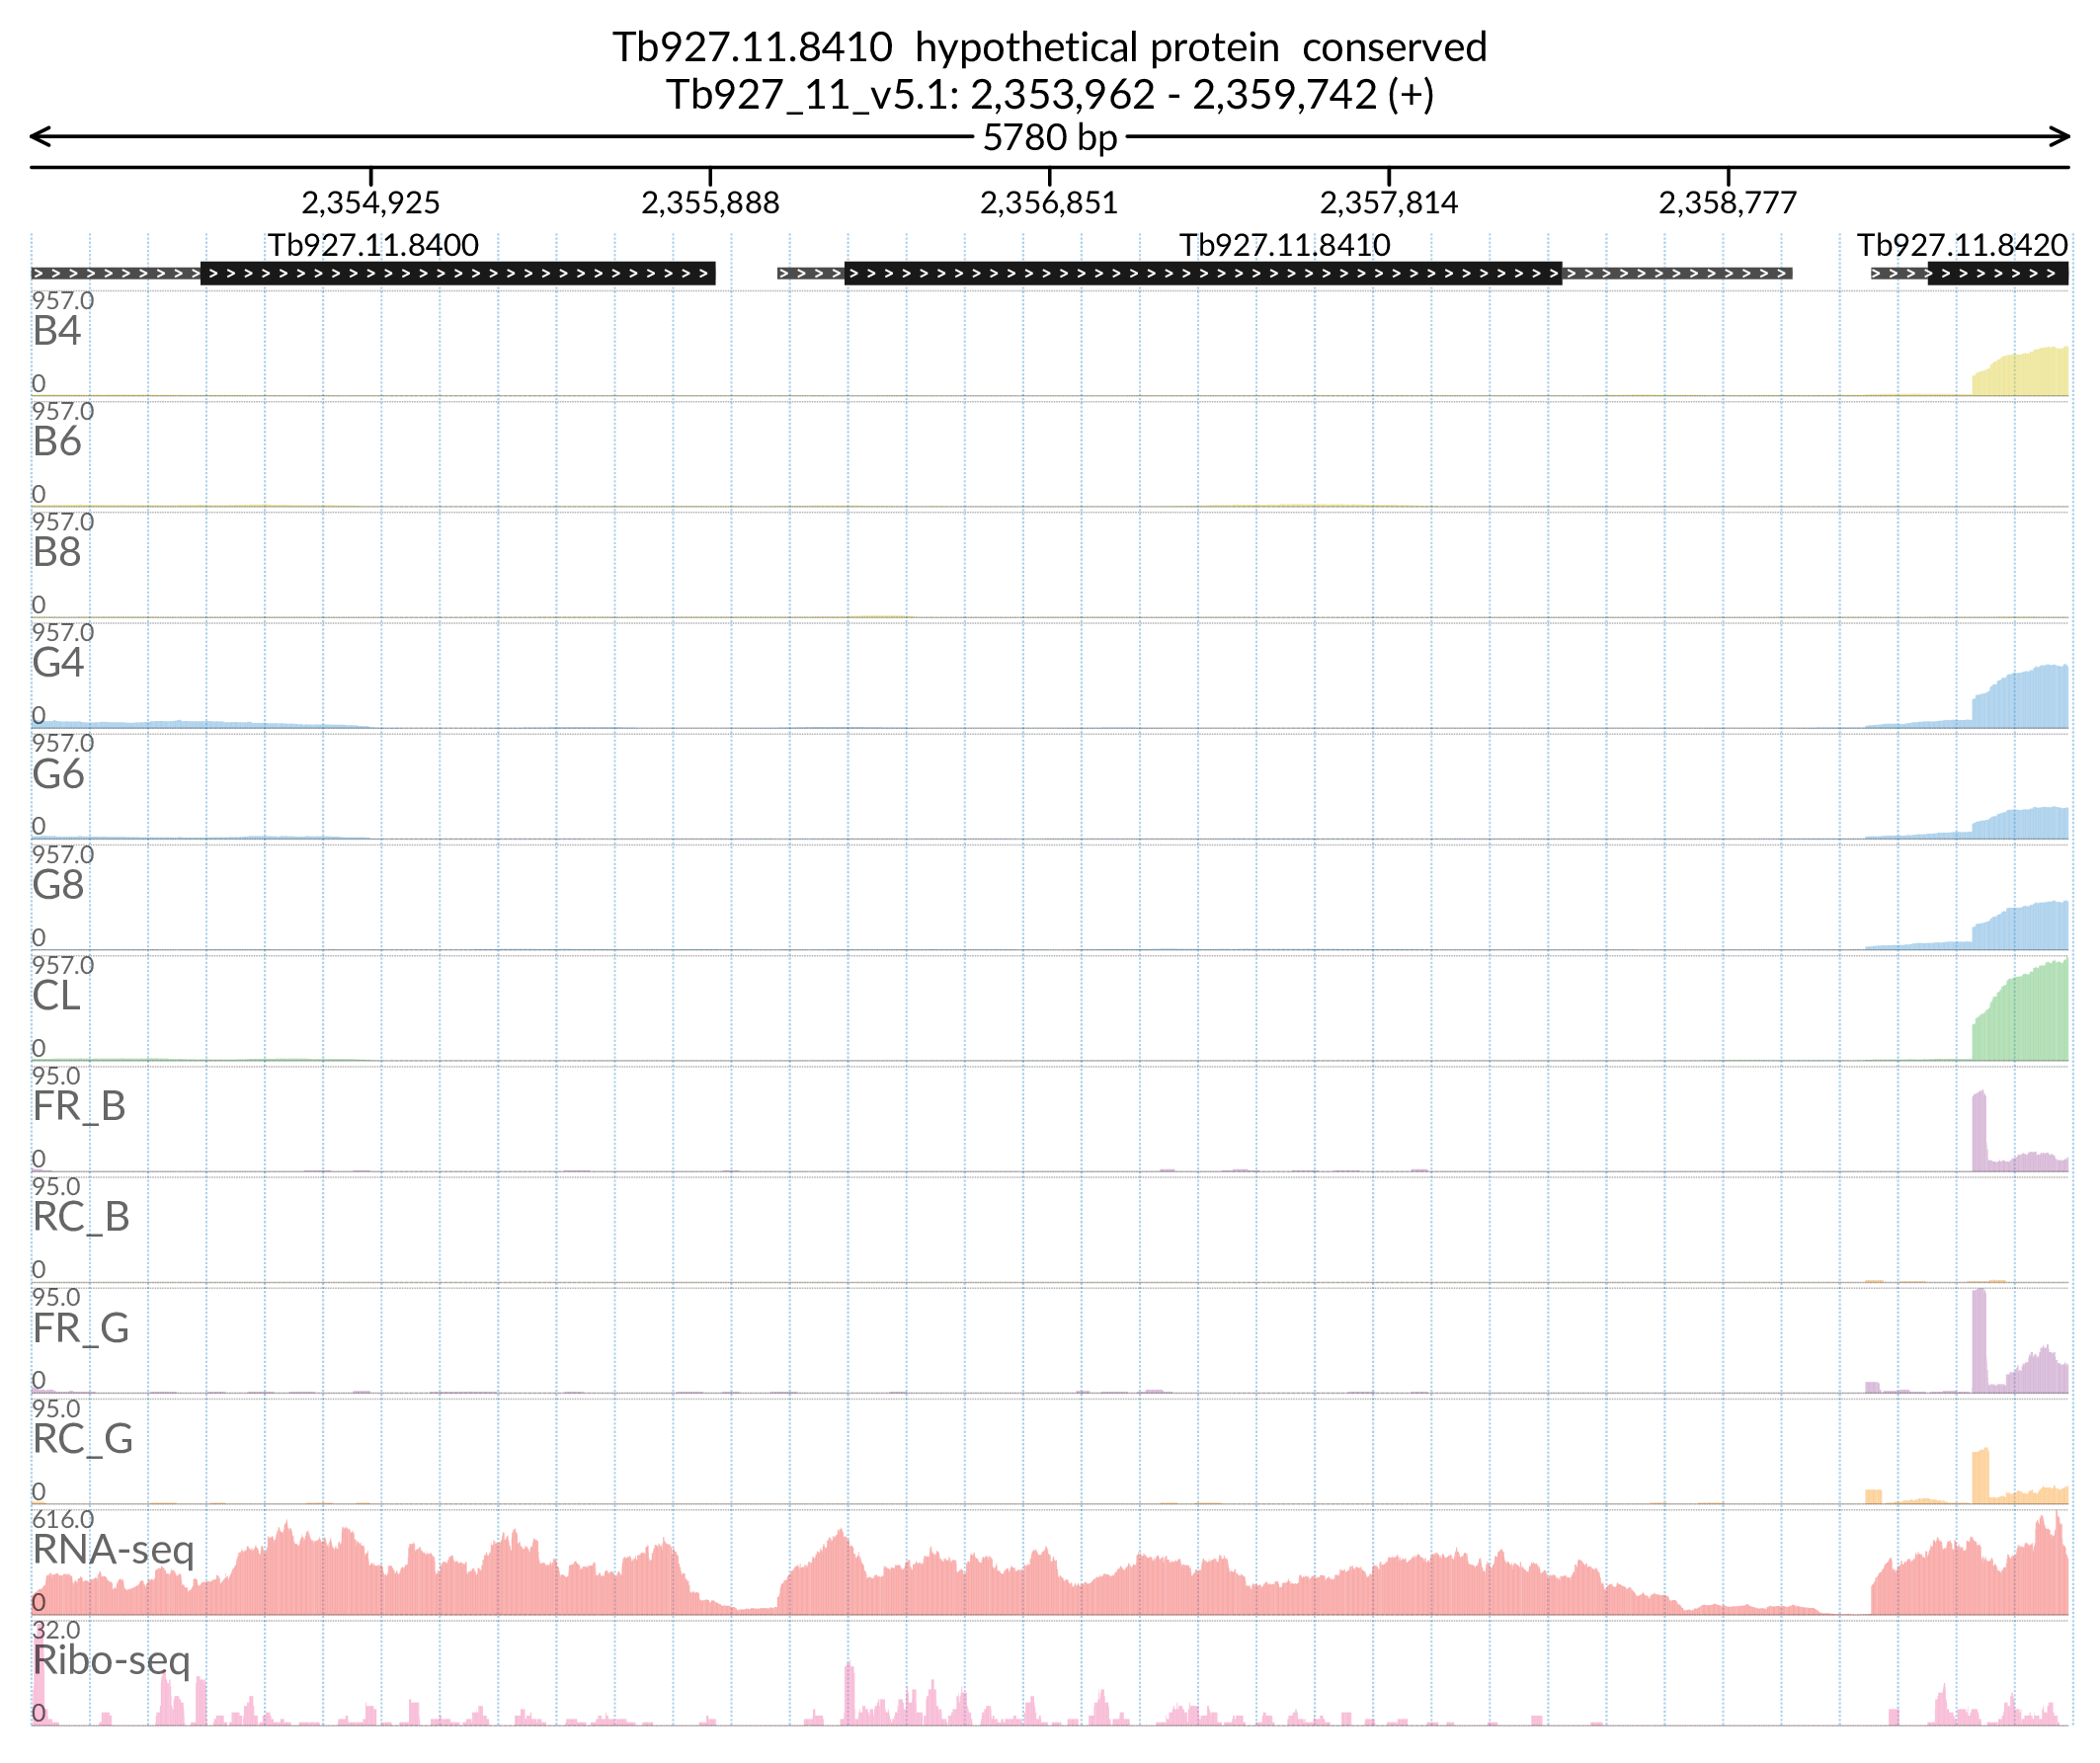 Tb927.11.8410  hypothetical protein  conserved
Tb927_11_v5.1: 2,353,962 - 2,359,742 (+)
5780 bp
2,354,925 2,355,888 2,356,851 2,357,814 2,358,777
Tb927.11.8400 Tb927.11.8410 Tb927.11.8420
957.0
B4
0
957.0
B6
0
957.0
B8
0
957.0
G4
0
957.0
G6
0
957.0
G8
0
957.0
CL
0
95.0
FR_B
0
95.0
RC_B
0
95.0
FR_G
0
95.0
RC_G
0
616.0
RNA-seq
0
32.0
Ribo-seq
0